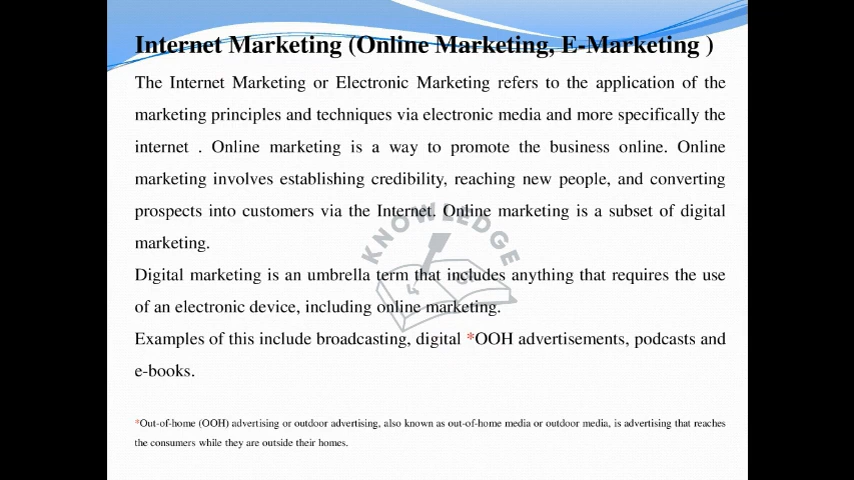 Internet Marketing (Online Marketing, E-Marketing )
The Internet Marketing or Electronic Marketing refers to the application of the
marketing principles and techniques via electronic media and more specifically the
internet . Online marketing is a way to promote the business online. Online
marketing involves establishing credibility, reaching new people, and converting
prospects into customers via the Internet. Online marketing is a subset of digital
marketing.
KNOWLEDGE
Digital marketing is an umbrella term that includes anything that requires the use
of an electronic device, including online marketing.
Examples of this include broadcasting, digital *OOH advertisements, podcasts and
e-books.
*Out-of-home (OOH) advertising or outdoor advertising, also known as out-of-home media or outdoor media, is advertising that reaches
the consumers while they are outside their homes.